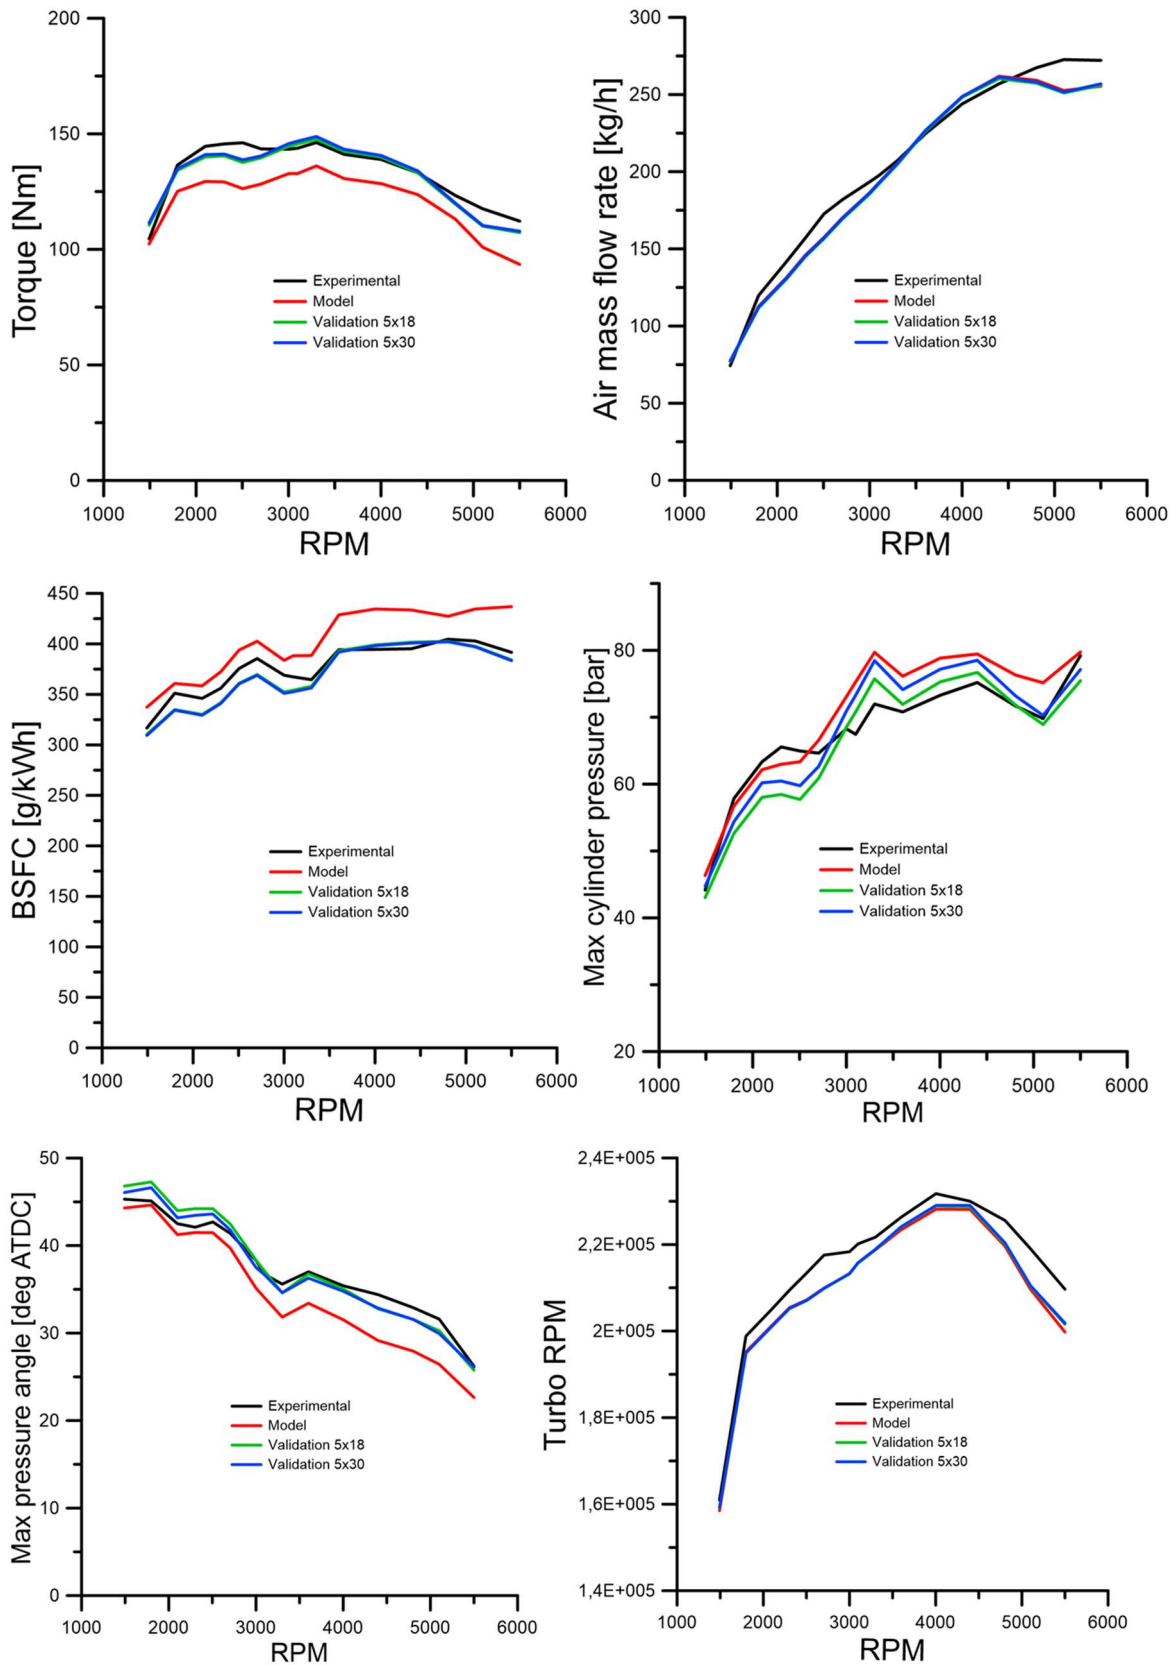 200
150
100
50
0
Torque [Nm]
Experimental
Model
Validation 5x18
Validation 5x30
1000
2000
3000
4000
5000
6000
RPM
300
250
200
150
100
50
0
Air mass flow rate [kg/h]
Experimental
Model
Validation 5x18
Validation 5x30
1000
2000
3000
4000
5000
6000
RPM
450
400
350
300
250
200
150
100
50
0
BSFC [g/kWh]
Experimental
Model
Validation 5x18
Validation 5x30
1000
2000
3000
4000
5000
6000
RPM
80
60
40
20
Max cylinder pressure [bar]
Experimental
Model
Validation 5x18
Validation 5x30
1000
2000
3000
4000
5000
6000
RPM
50
40
30
20
10
0
Max pressure angle [deg ATDC]
Experimental
Model
Validation 5x18
Validation 5x30
1000
2000
3000
4000
5000
6000
RPM
2,4E+005
2,2E+005
2E+005
1,8E+005
1,6E+005
1,4E+005
Turbo RPM
Experimental
Model
Validation 5x18
Validation 5x30
1000
2000
3000
4000
5000
6000
RPM